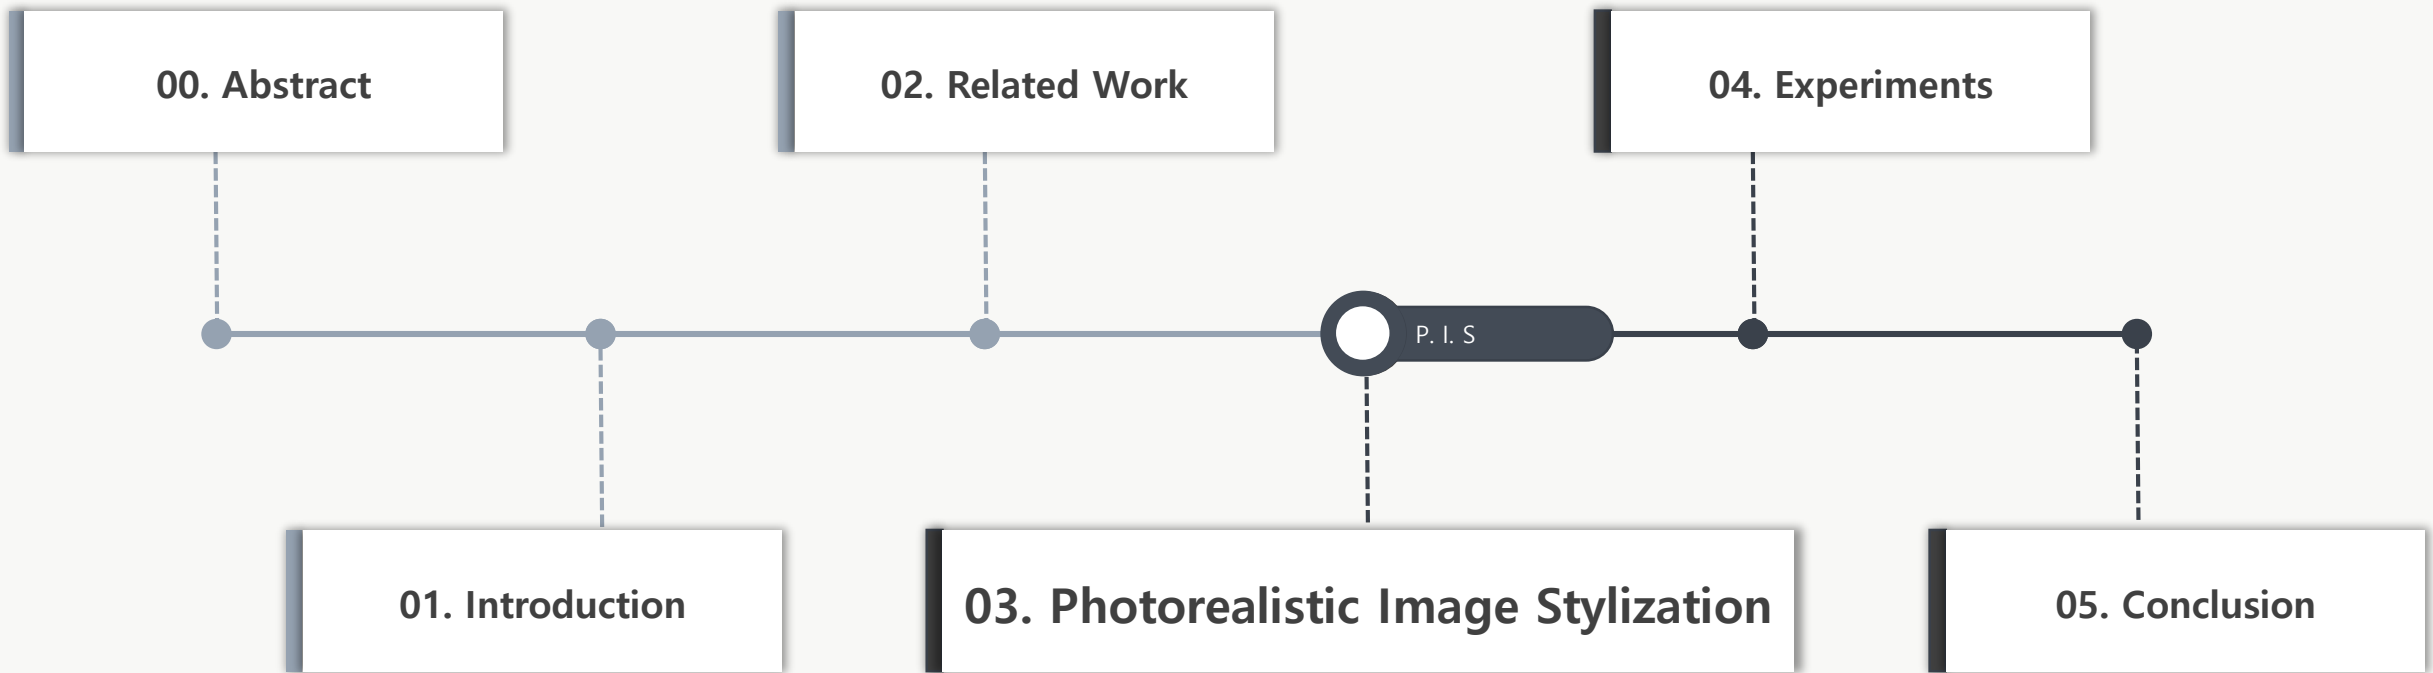 00. Abstract
02. Related Work
04. Experiments
P. I. S
01. Introduction
03. Photorealistic Image Stylization
05. Conclusion